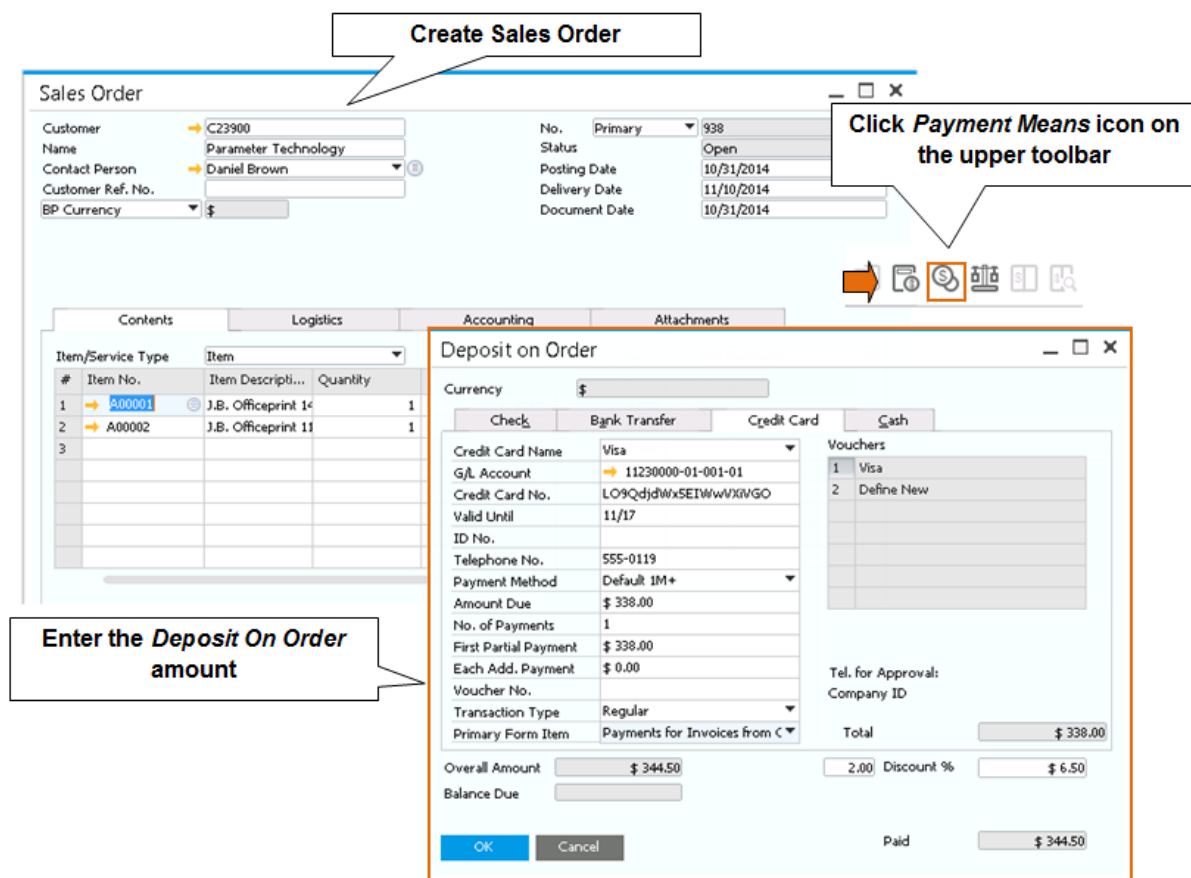 Create Sales Order
Sales Order
Customer C23900
Name Parameter Technology
Contact Person Daniel Brown
Customer Ref. No.
BP Currency $
No. Primary 938
Status Open
Posting Date 10/31/2014
Delivery Date 11/10/2014
Document Date 10/31/2014
Click Payment Means icon on
the upper toolbar
Contents Logistics Accounting Attachments
Item/Service Type Item
# Item No. Item Descripti... Quantity
1 A00001 J.B. Officeprint 14 1
2 A00002 J.B. Officeprint 11 1
3
Enter the Deposit On Order
amount
Deposit on Order
Currency $
Check Bank Transfer Credit Card Cash
Credit Card Name Visa
G/L Account 11230000-01-001-01
Credit Card No. LO9QdjdWx5EIWwVXiVGO
Valid Until 11/17
ID No.
Telephone No. 555-0119
Payment Method Default 1M+
Amount Due $ 338.00
No. of Payments 1
First Partial Payment $ 338.00
Each Add. Payment $ 0.00
Voucher No.
Transaction Type Regular
Primary Form Item Payments for Invoices from C
Vouchers
1 Visa
2 Define New
Tel. for Approval:
Company ID
Total $ 338.00
Overall Amount $ 344.50 2.00 Discount % $ 6.50
Balance Due
OK Cancel Paid $ 344.50